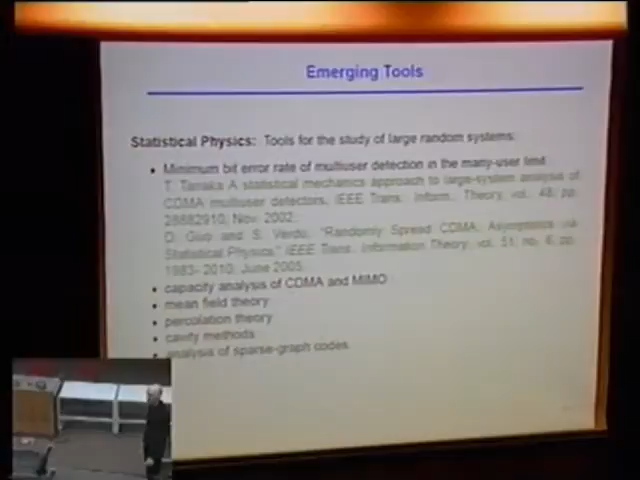 Emerging Tools
Statistical Physics: Tools for the study of large random systems:
• Minimum bit error rate of multiuser detection in the many-user limit
T. Tanaka A statistical mechanics approach to large-system analysis of
CDMA multiuser detectors, IEEE Trans. Inform. Theory, vol. 48, pp.
28882910, Nov. 2002.
D. Guo and S. Verdu, "Randomly Spread CDMA: Asymptotics via
Statistical Physics," IEEE Trans. Information Theory, vol. 51, no. 6, pp.
1983- 2010, June 2005.
• capacity analysis of CDMA and MIMO
• mean field theory
• percolation theory
• cavity methods
• analysis of sparse-graph codes